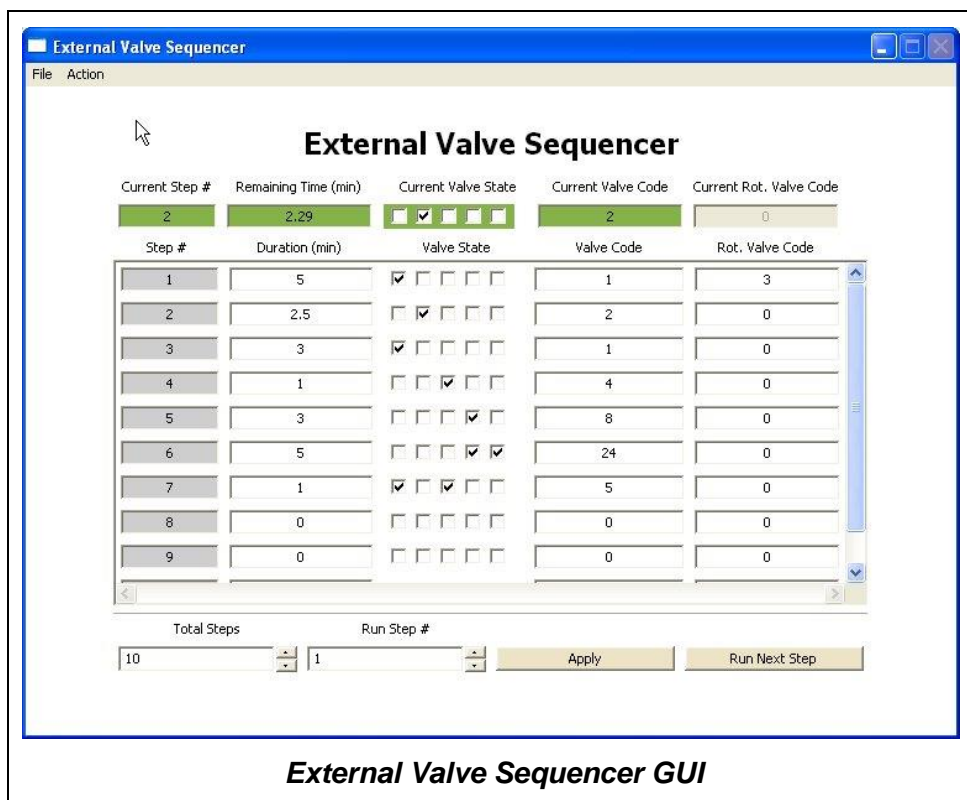 External Valve Sequencer
File Action
External Valve Sequencer
Current Step # Remaining Time (min) Current Valve State Current Valve Code Current Rot. Valve Code
2 2.29 2 0
Step # Duration (min) Valve State Valve Code Rot. Valve Code
1 5 1 3
2 2.5 2 0
3 3 1 0
4 1 4 0
5 3 8 0
6 5 24 0
7 1 5 0
8 0 0 0
9 0 0 0
Total Steps Run Step #
10 1 Apply Run Next Step
External Valve Sequencer GUI